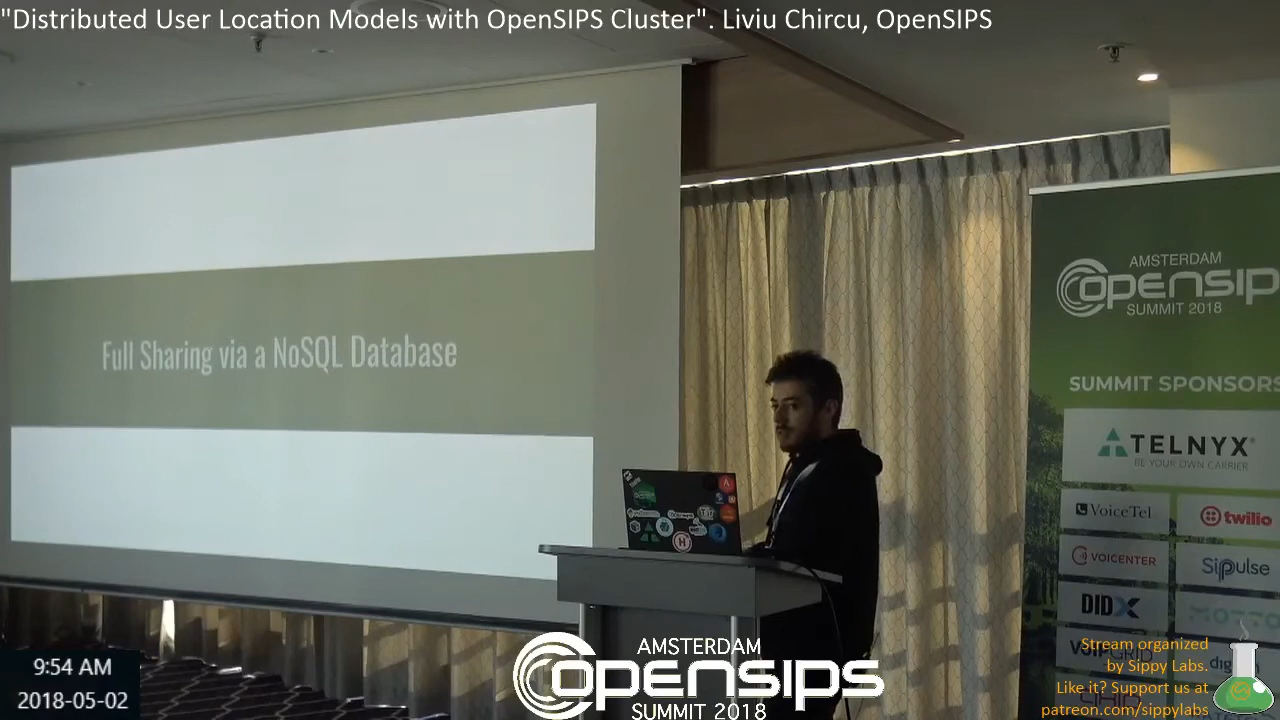 "Distributed User Location Models with OpenSIPS Cluster". Liviu Chircu, OpenSIPS
Full Sharing via a NoSQL Database
AMSTERDAM
OPENSIPS
SUMMIT 2018
SUMMIT SPONSORS
TELNYX
BE YOUR OWN CARRIER
VoiceTel
twilio
VOICENTER
Sipulse
DIDX
VOIPGRID
Stream organized
by Sippy Labs.
Like it? Support us at
patreon.com/sippylabs
9:54 AM
2018-05-02
AMSTERDAM
OPENSIPS
SUMMIT 2018